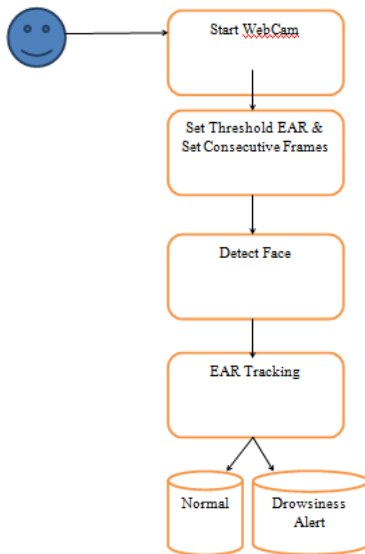 Start WebCam
Set Threshold EAR &
Set Consecutive Frames
Detect Face
EAR Tracking
Normal
Drowsiness
Alert